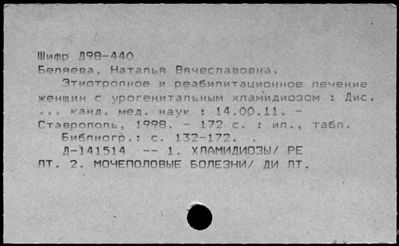 Шифр Д98-440
Беляева, Наталья Вячеславовна.
Этиотропное и реабилитационное лечение
женщин с урогенитальным хламидиозом : Дис.
... канд. мед. наук : 14.00.11. -
Ставрополь, 1998. - 172 с. : ил., табл.
Библиогр.: с. 132-172.
Д-141514 -- 1. ХЛАМИДИОЗЫ/ РЕ
ЛТ. 2. МОЧЕПОЛОВЫЕ БОЛЕЗНИ/ ДИ ЛТ.